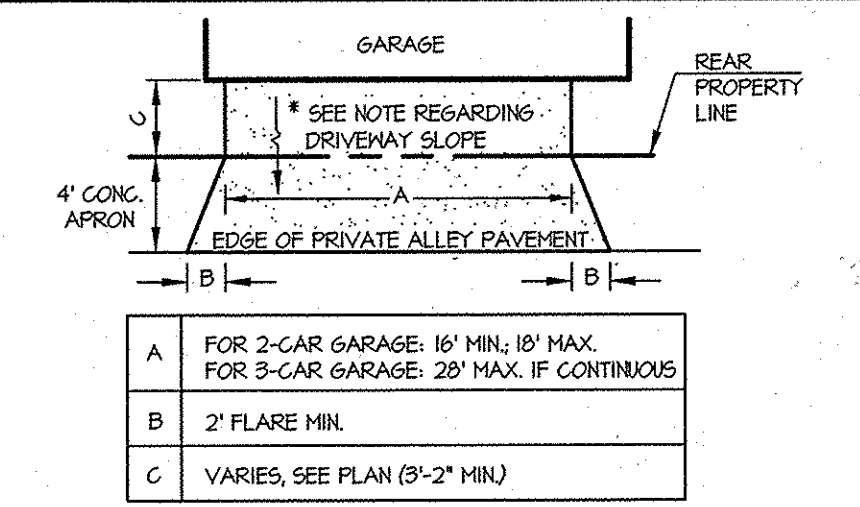 GARAGE
REAR
PROPERTY
LINE
C
* SEE NOTE REGARDING
DRIVEWAY SLOPE
4' CONC.
APRON
A
EDGE OF PRIVATE ALLEY PAVEMENT
B
B
A
FOR 2-CAR GARAGE: 16' MIN.; 18' MAX.
FOR 3-CAR GARAGE: 28' MAX. IF CONTINUOUS
B
2' FLARE MIN.
C
VARIES, SEE PLAN (3'-2" MIN.)